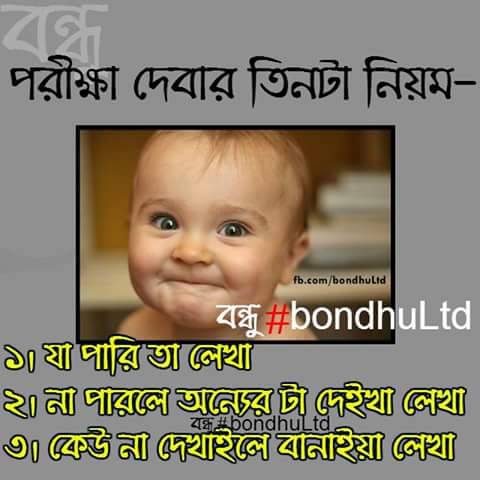 বন্ধু
পরীক্ষা দেবার তিনটা নিয়ম-
fb.com/bondhuLtd
বন্ধু #bondhuLtd
১। যা পারি তা লেখা
২। না পারলে অন্যের টা দেইখা লেখা
বন্ধু #bondhuLtd
৩। কেউ না দেখাইলে বানাইয়া লেখা